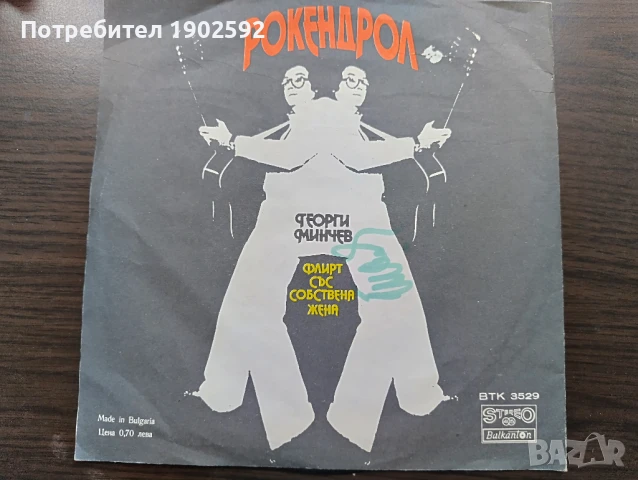 Потребител 1902592
РОКЕНДРОЛ
ГЕОРГИ
МИНЧЕВ
ФЛИРТ
СЪС
СОБСТВЕНА
ЖЕНА
Made in Bulgaria
Цена 0,70 лева
ВТК 3529
STEREO
Balkanton
BAZAR